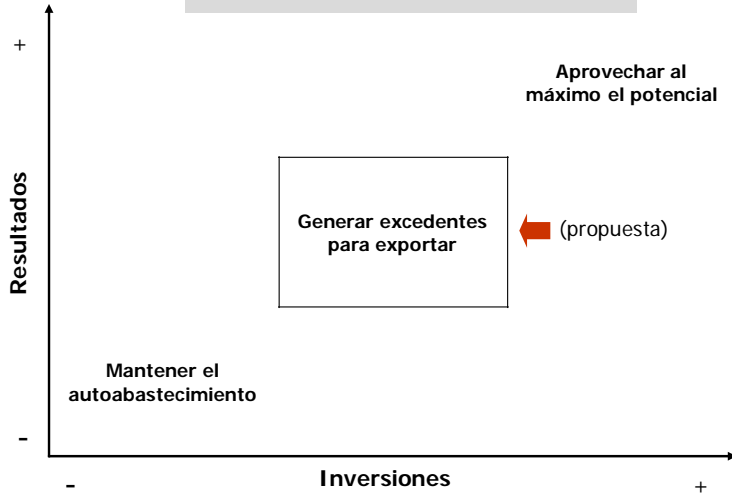 +
Aprovechar al
máximo el potencial
Resultados
Generar excedentes
para exportar
(propuesta)
Mantener el
autoabastecimiento
-
-
Inversiones
+